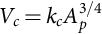 $V_c = k_c A_p^{3/4}$